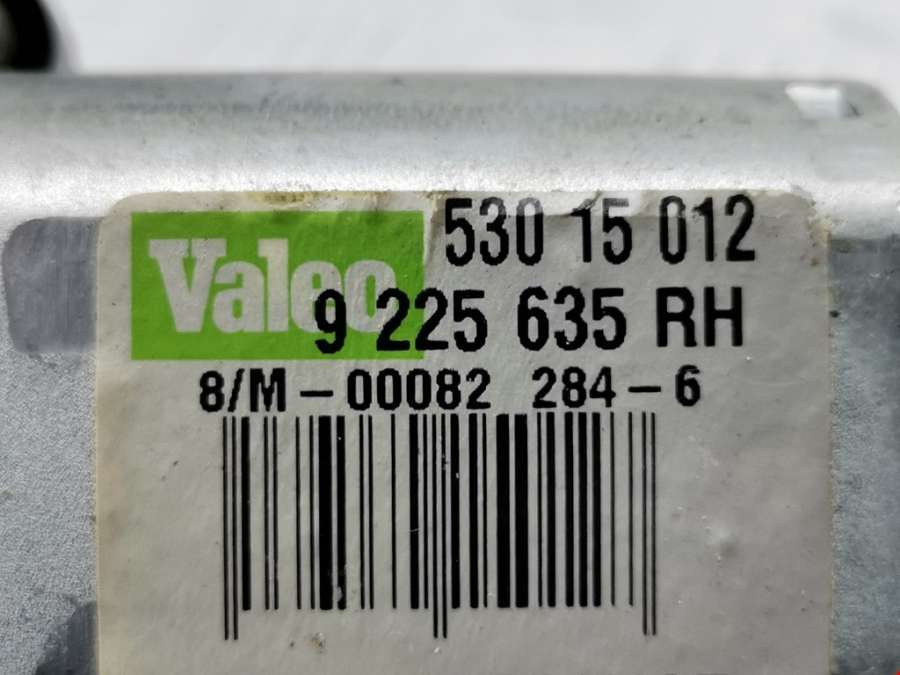 Valeo 530 15 012
9 225 635 RH
8/M-00082 284-6